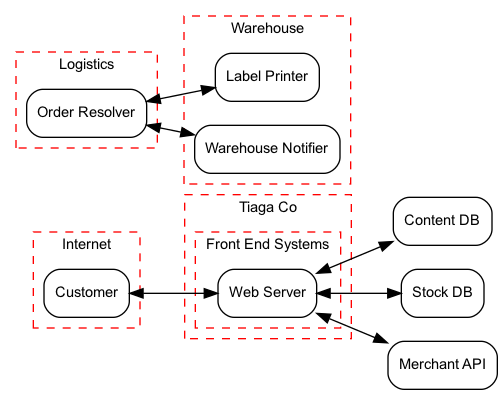 Warehouse
Logistics
Label Printer
Order Resolver
Warehouse Notifier
Tiaga Co
Content DB
Internet
Front End Systems
Customer
Web Server
Stock DB
Merchant API